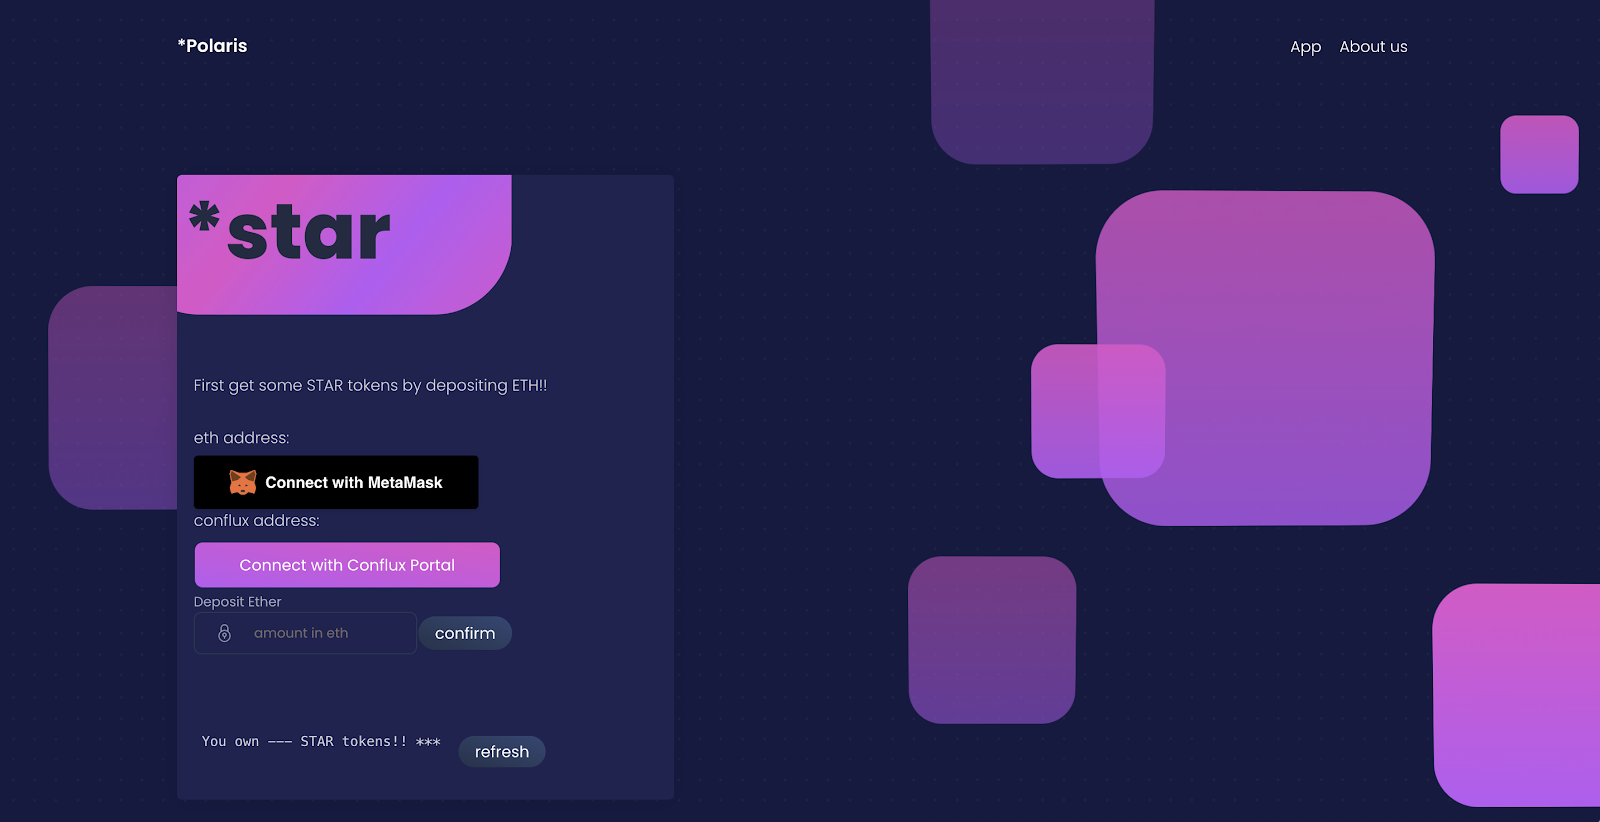 *Polaris
App About us
*star
First get some STAR tokens by depositing ETH!!
eth address:
Connect with MetaMask
conflux address:
Connect with Conflux Portal
Deposit Ether
amount in eth confirm
You own --- STAR tokens!! ***
refresh